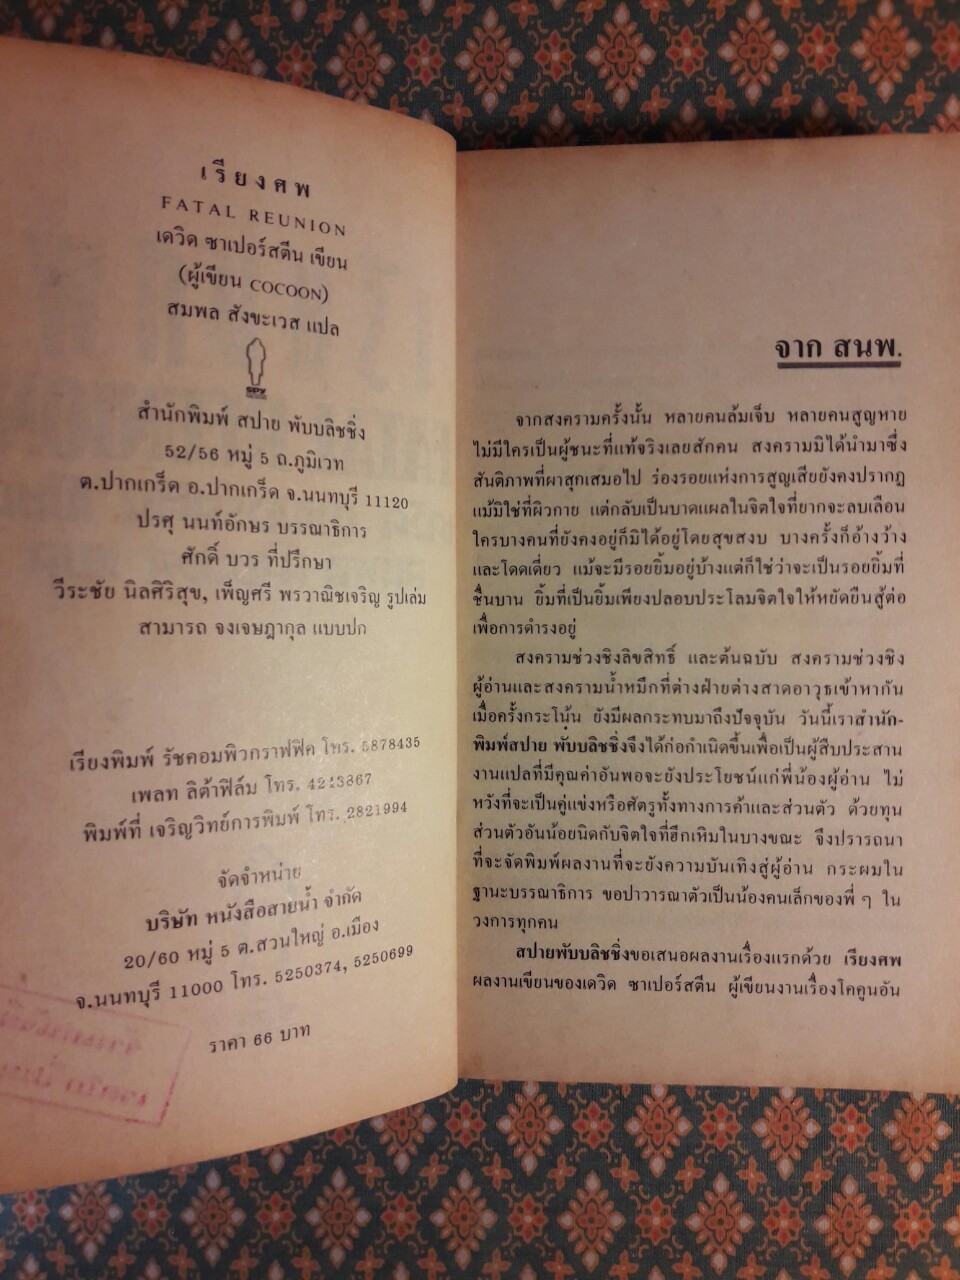 เรียงศพ
FATAL REUNION
เดวิด ซาเปอร์สตีน เขียน
(ผู้เขียน COCOON)
สมพล สังขะเวส แปล
SPY
สำนักพิมพ์ สปาย พับบลิชชิ่ง
52/56 หมู่ 5 ถ.ภูมิเวท
ต.ปากเกร็ด อ.ปากเกร็ด จ.นนทบุรี 11120
ปรศุ นนท์อักษร บรรณาธิการ
ศักดิ์ บวร ที่ปรึกษา
วีระชัย นิลศิริสุข, เพ็ญศรี พรวาณิชเจริญ รูปเล่ม
สามารถ จงเจษฎากุล แบบปก
เรียงพิมพ์ รัชคอมพิวกราฟฟิค โทร. 5878435
เพลท ลิต้าฟิล์ม โทร. 4243867
พิมพ์ที่ เจริญวิทย์การพิมพ์ โทร. 2821994
จัดจำหน่าย
บริษัท หนังสือสายน้ำ จำกัด
20/60 หมู่ 5 ต.สวนใหญ่ อ.เมือง
จ.นนทบุรี 11000 โทร. 5250374, 5250699
ราคา 66 บาท
จาก สนพ.
จากสงครามครั้งนั้น หลายคนล้มเจ็บ หลายคนสูญหาย
ไม่มีใครเป็นผู้ชนะที่แท้จริงเลยสักคน สงครามมิได้นำมาซึ่ง
สันติภาพที่ผาสุกเสมอไป ร่องรอยแห่งการสูญเสียยังคงปรากฏ
แม้มิใช่ที่ผิวกาย แต่กลับเป็นบาดแผลในจิตใจที่ยากจะลบเลือน
ใครบางคนที่ยังคงอยู่ก็มิได้อยู่โดยสุขสงบ บางครั้งก็อ้างว้าง
และโดดเดี่ยว แม้จะมีรอยยิ้มอยู่บ้างแต่ก็ใช่ว่าจะเป็นรอยยิ้มที่
ชื่นบาน ยิ้มที่เป็นยิ้มเพียงปลอบประโลมจิตใจให้หยัดยืนสู้ต่อ
เพื่อการดำรงอยู่
สงครามช่วงชิงลิขสิทธิ์ และต้นฉบับ สงครามช่วงชิง
ผู้อ่านและสงครามน้ำหมึกที่ต่างฝ่ายต่างสาดอาวุธเข้าหากัน
เมื่อครั้งกระโน้น ยังมีผลกระทบมาถึงปัจจุบัน วันนี้เราสำนัก-
พิมพ์สปาย พับบลิชชิ่งจึงได้ก่อกำเนิดขึ้นเพื่อเป็นผู้สืบประสาน
งานแปลที่มีคุณค่าอันพอจะยังประโยชน์แก่พี่น้องผู้อ่าน ไม่
หวังที่จะเป็นคู่แข่งหรือศัตรูทั้งทางการค้าและส่วนตัว ด้วยทุน
ส่วนตัวอันน้อยนิดกับจิตใจที่ฮึกเหิมในบางขณะ จึงปรารถนา
ที่จะจัดพิมพ์ผลงานที่จะยังความบันเทิงสู่ผู้อ่าน กระผมใน
ฐานะบรรณาธิการ ขอปาวารณาตัวเป็นน้องคนเล็กของพี่ ๆ ใน
วงการทุกคน
สปายพับบลิชชิ่งขอเสนอผลงานเรื่องแรกด้วย เรียงศพ
ผลงานเขียนของเดวิด ซาเปอร์สตีน ผู้เขียนงานเรื่องโคคูนอัน